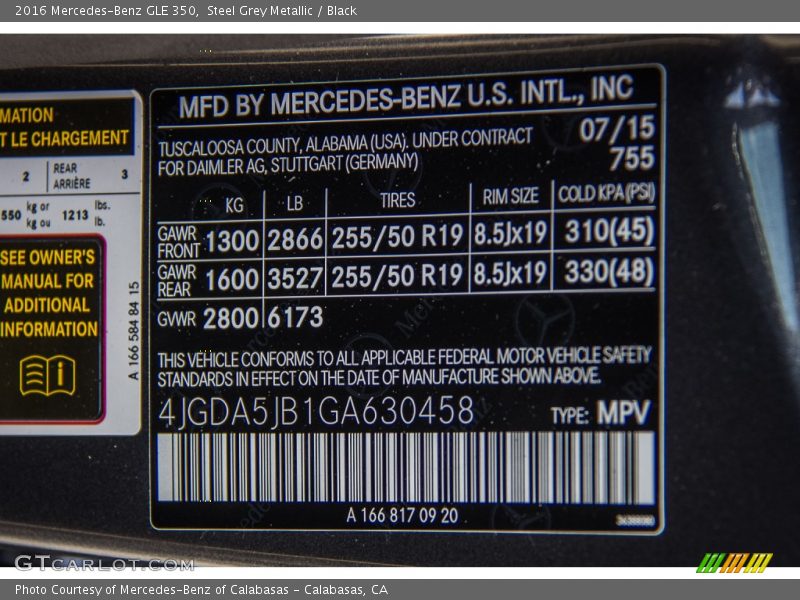 2016 Mercedes-Benz GLE 350,  Steel Grey Metallic / Black
MATION
T LE CHARGEMENT
2 REAR ARRIÈRE 3
550 kg or kg ou 1213 lbs. lb.
SEE OWNER'S
MANUAL FOR
ADDITIONAL
INFORMATION
A 166 584 84 15
MFD BY MERCEDES-BENZ U.S. INTL., INC
TUSCALOOSA COUNTY, ALABAMA (USA). UNDER CONTRACT 07/15
FOR DAIMLER AG, STUTTGART (GERMANY) 755
KG LB TIRES RIM SIZE COLD KPA(PSI)
GAWR FRONT 1300 2866 255/50 R19 8.5Jx19 310(45)
GAWR REAR 1600 3527 255/50 R19 8.5Jx19 330(48)
GVWR 2800 6173
THIS VEHICLE CONFORMS TO ALL APPLICABLE FEDERAL MOTOR VEHICLE SAFETY
STANDARDS IN EFFECT ON THE DATE OF MANUFACTURE SHOWN ABOVE.
4JGDA5JB1GA630458 TYPE: MPV
A 166 817 09 20
GTcarlot.com
Photo Courtesy of Mercedes-Benz of Calabasas - Calabasas, CA